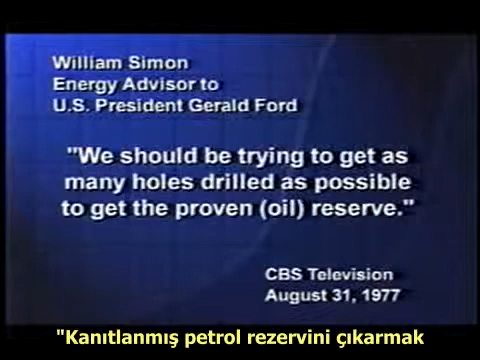 William Simon
Energy Advisor to
U.S. President Gerald Ford
"We should be trying to get as
many holes drilled as possible
to get the proven (oil) reserve."
CBS Television
August 31, 1977
"Kanıtlanmış petrol rezervini çıkarmak